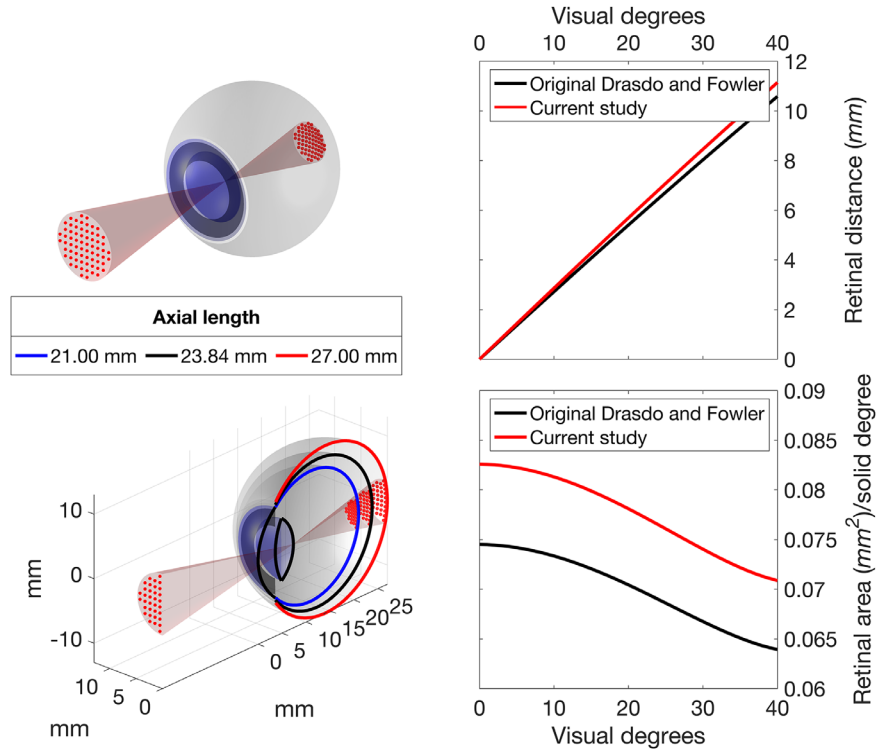 Axial length
21.00 mm 23.84 mm 27.00 mm
10
0
-10
mm
10
5
0
mm
0
5
10
15
20
25
mm
Visual degrees
0 10 20 30 40
Original Drasdo and Fowler
Current study
12
10
8
6
4
2
0
Retinal distance (mm)
Original Drasdo and Fowler
Current study
0.09
0.085
0.08
0.075
0.07
0.065
0.06
Retinal area (mm²)/solid degree
0 10 20 30 40
Visual degrees